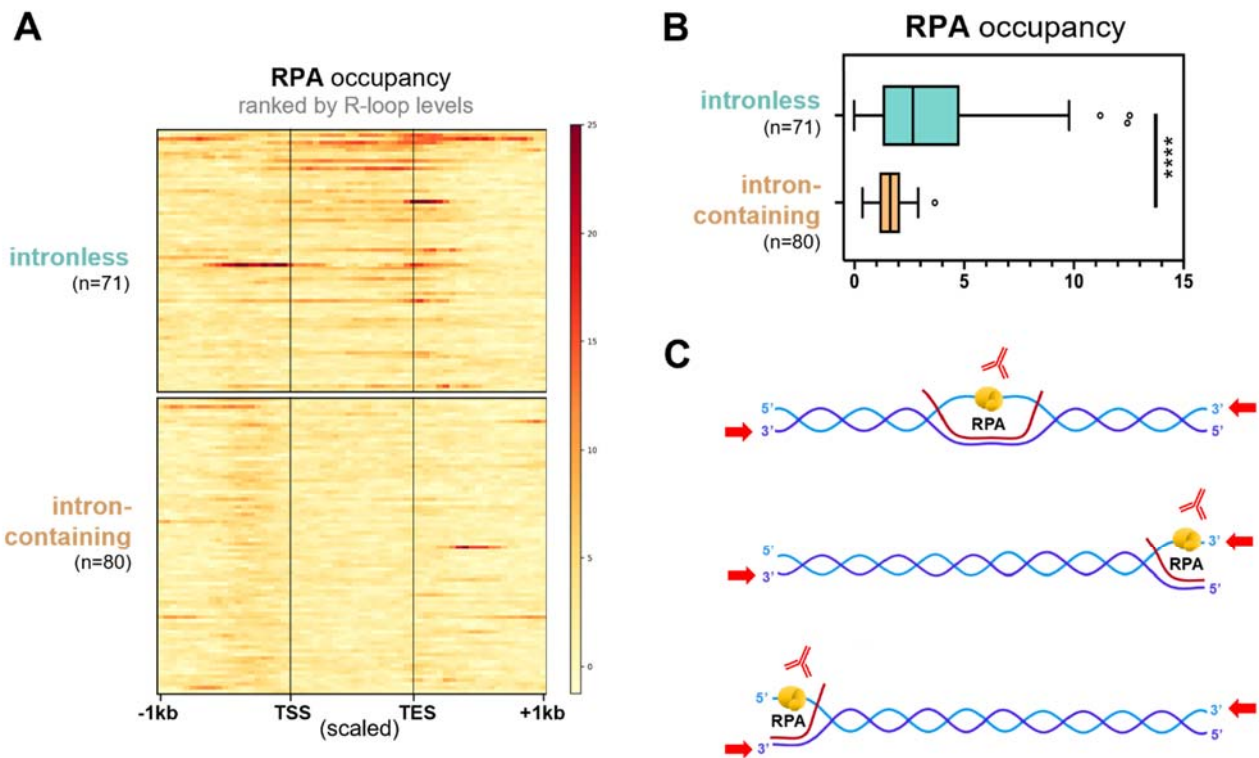 A
RPA occupancy
ranked by R-loop levels
intronless
(n=71)
intron-
containing
(n=80)
25
20
15
10
5
0
-1kb
TSS
TES
+1kb
(scaled)
B
RPA occupancy
intronless
(n=71)
intron-
containing
(n=80)
****
0
5
10
15
C
5'
3'
RPA
3'
5'
5'
3'
RPA
3'
5'
5'
RPA
3'
3'
5'